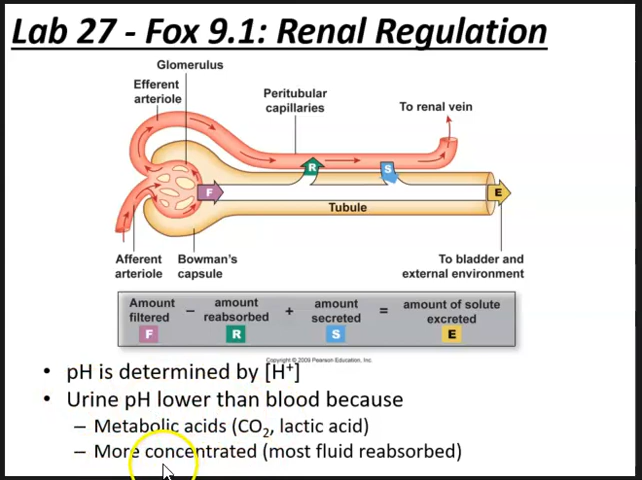 Lab 27 - Fox 9.1: Renal Regulation
Glomerulus
Efferent
arteriole
Peritubular
capillaries
To renal vein
R
S
F
E
Tubule
Afferent
arteriole
Bowman's
capsule
To bladder and
external environment
Amount
filtered
F
−
amount
reabsorbed
R
+
amount
secreted
S
=
amount of solute
excreted
E
Copyright © 2009 Pearson Education, Inc.
• pH is determined by [H⁺]
• Urine pH lower than blood because
– Metabolic acids (CO₂, lactic acid)
– More concentrated (most fluid reabsorbed)